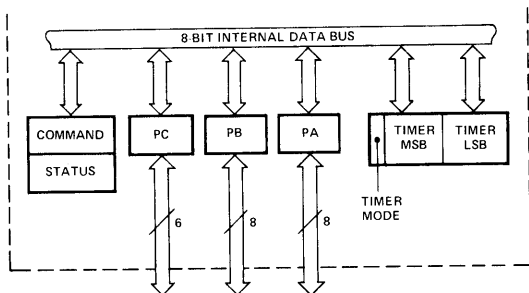 8-BIT INTERNAL DATA BUS
COMMAND
STATUS
PC
PB
PA
TIMER
MSB
TIMER
LSB
TIMER
MODE
6
8
8